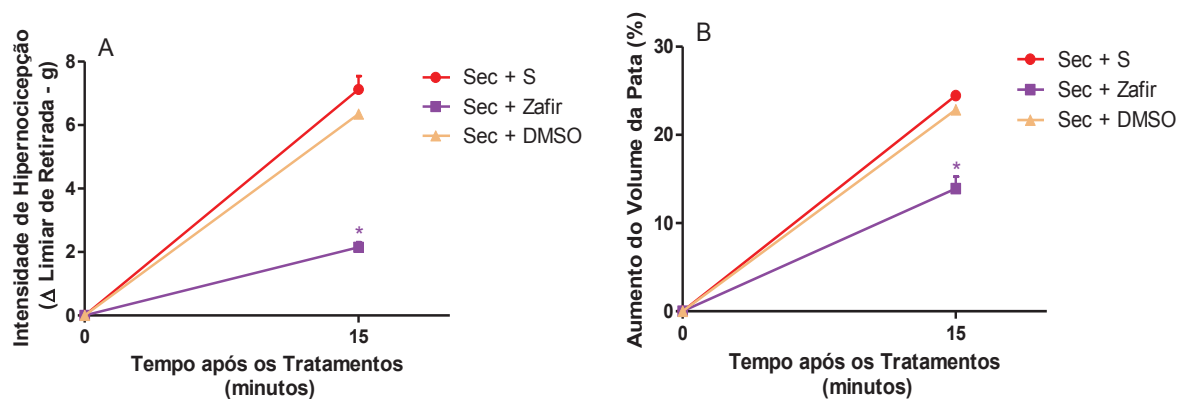 A
Intensidade de Hipernocicepção
(Δ Limiar de Retirada - g)
8
6
4
2
0
*
0
15
Tempo após os Tratamentos
(minutos)
Sec + S
Sec + Zafir
Sec + DMSO
B
Aumento do Volume da Pata (%)
30
20
10
0
*
0
15
Tempo após os Tratamentos
(minutos)
Sec + S
Sec + Zafir
Sec + DMSO